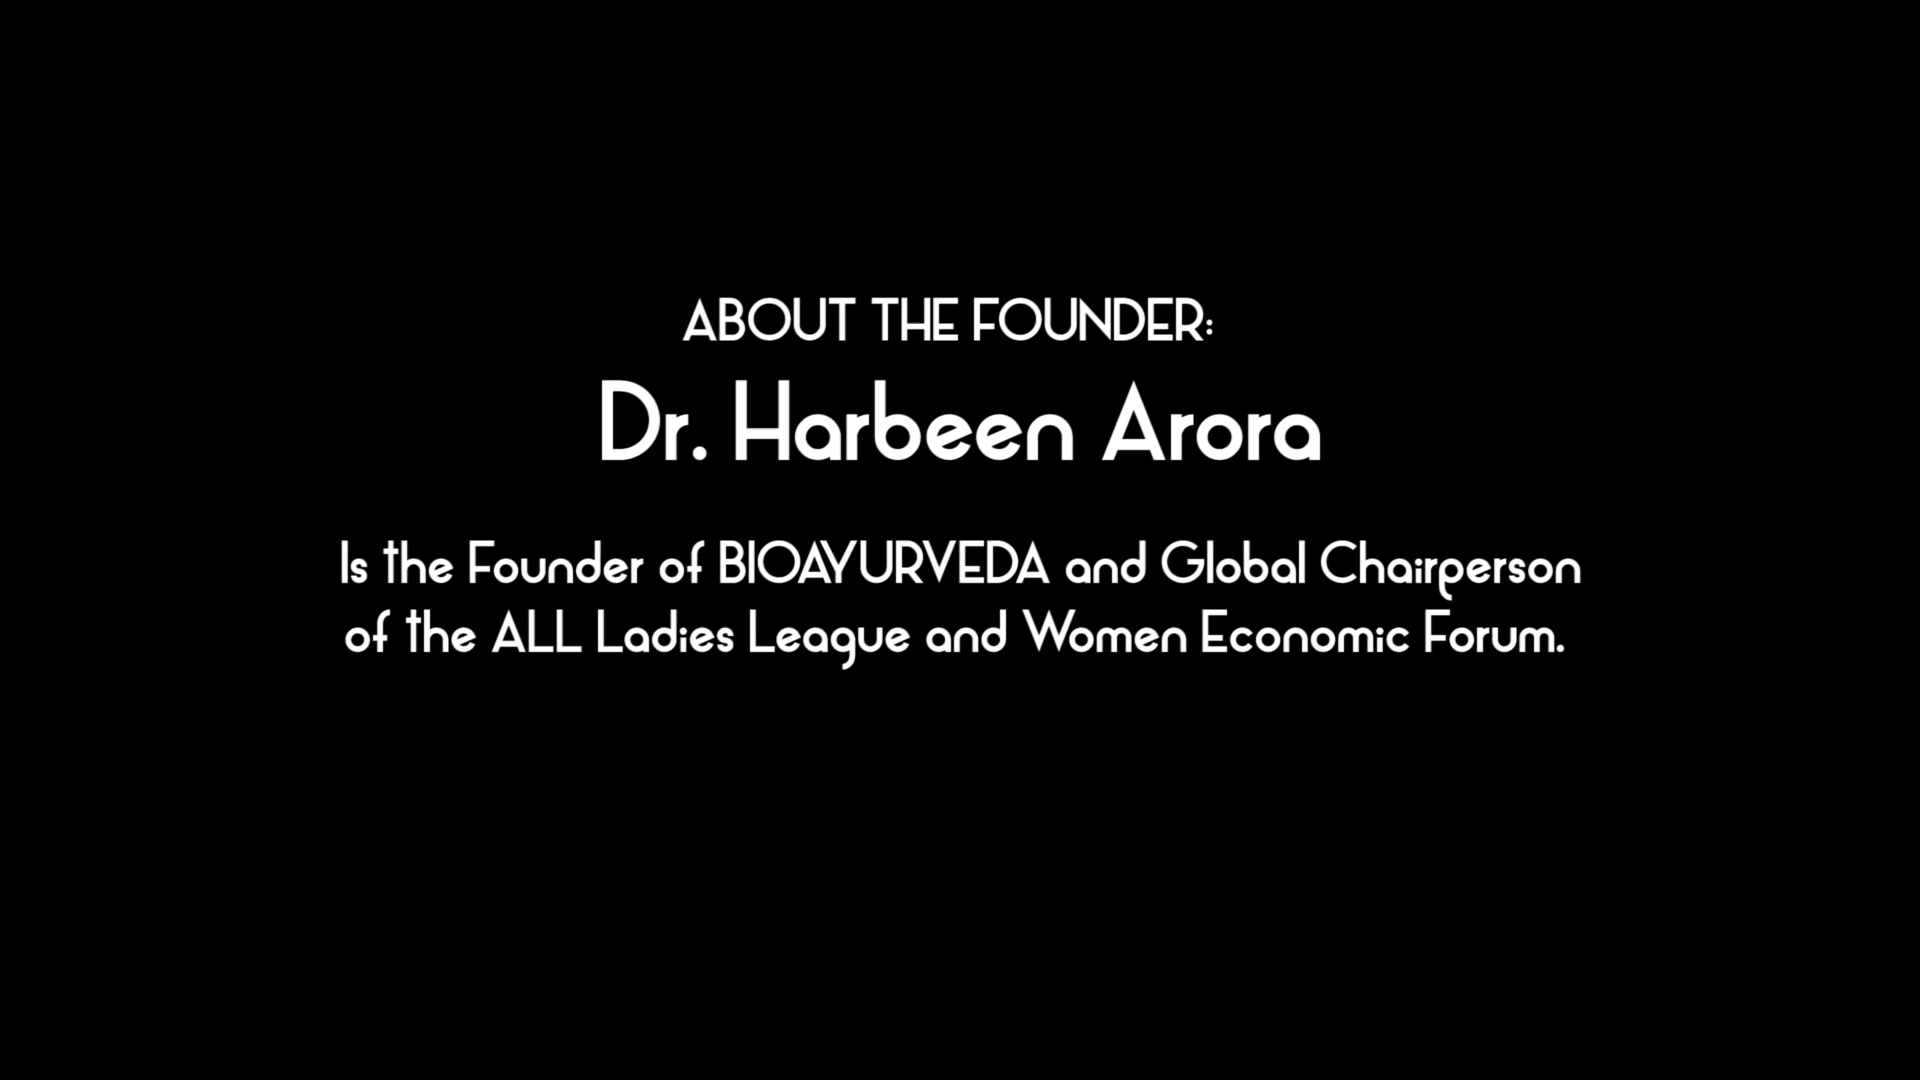 ABOUT THE FOUNDER:
Dr. Harbeen Arora
Is the Founder of BIOAYURVEDA and Global Chairperson
of the ALL Ladies League and Women Economic Forum.